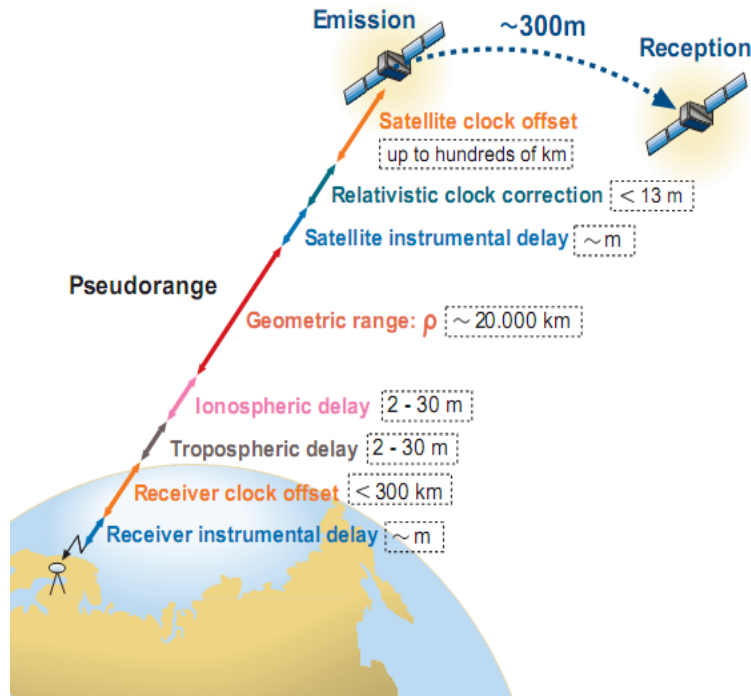 Emission
~300m
Reception
Satellite clock offset
up to hundreds of km
Relativistic clock correction < 13 m
Satellite instrumental delay ~m
Pseudorange
Geometric range: ρ ~20.000 km
Ionospheric delay 2 - 30 m
Tropospheric delay 2 - 30 m
Receiver clock offset < 300 km
Receiver instrumental delay ~m